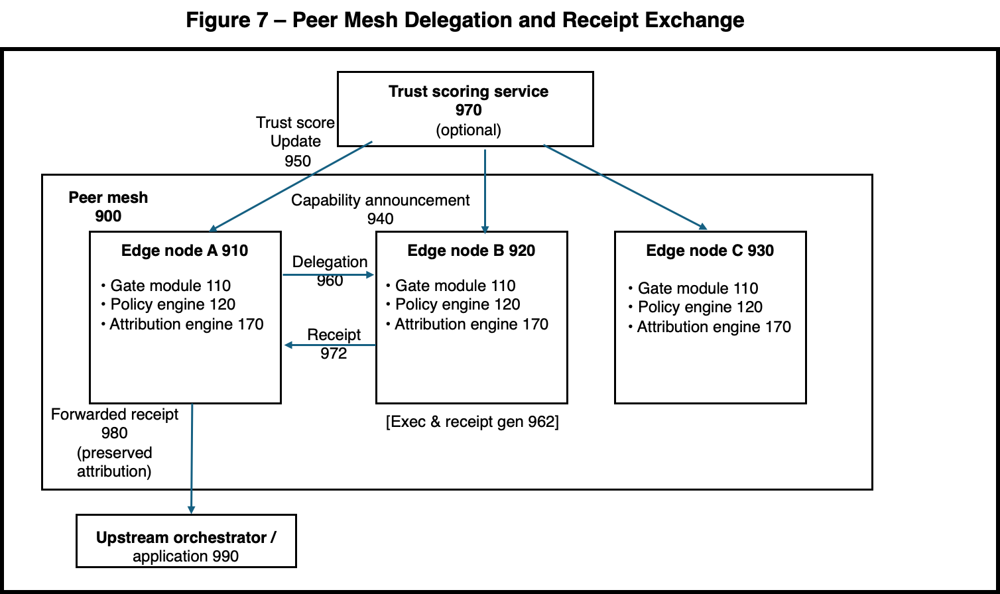 Figure 7 – Peer Mesh Delegation and Receipt Exchange
Trust scoring service
970
(optional)
Trust score
Update
950
Peer mesh
900
Capability announcement
940
Edge node A 910
• Gate module 110
• Policy engine 120
• Attribution engine 170
Delegation
960
Receipt
972
Edge node B 920
• Gate module 110
• Policy engine 120
• Attribution engine 170
[Exec & receipt gen 962]
Edge node C 930
• Gate module 110
• Policy engine 120
• Attribution engine 170
Forwarded receipt
980
(preserved
attribution)
Upstream orchestrator /
application 990